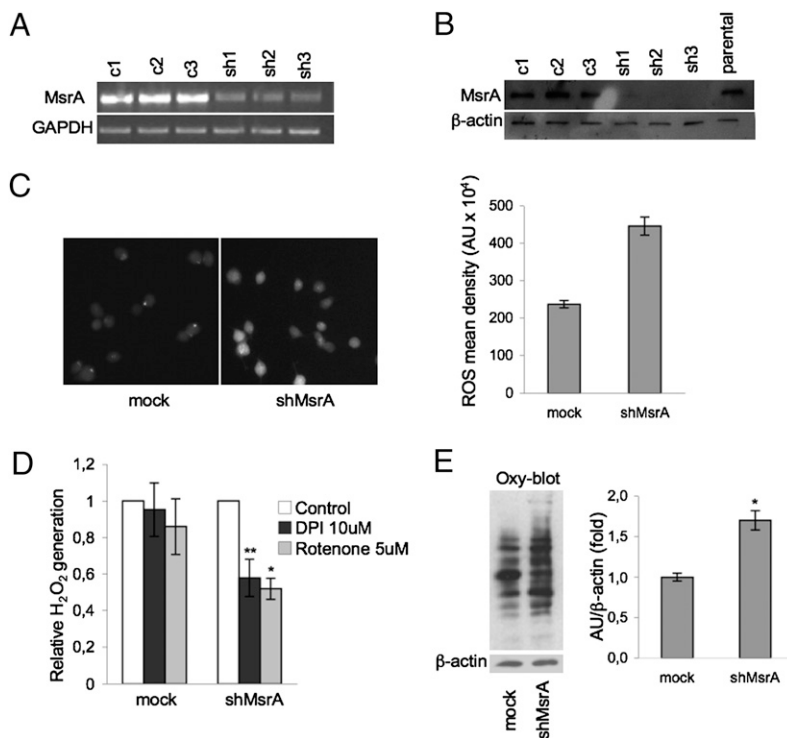 A
c1 c2 c3 sh1 sh2 sh3
MsrA
GAPDH
B
c1 c2 c3 sh1 sh2 sh3 parental
MsrA
β-actin
C
mock shMsrA
ROS mean density (AU x 10⁴)
500
400
300
200
100
0
mock shMsrA
D
Relative H₂O₂ generation
1,2
1
0,8
0,6
0,4
0,2
0
Control
DPI 10uM
Rotenone 5uM
** *
mock shMsrA
E
Oxy-blot
β-actin
mock shMsrA
AU/β-actin (fold)
2,0
1,5
1,0
0,5
0,0
*
mock shMsrA